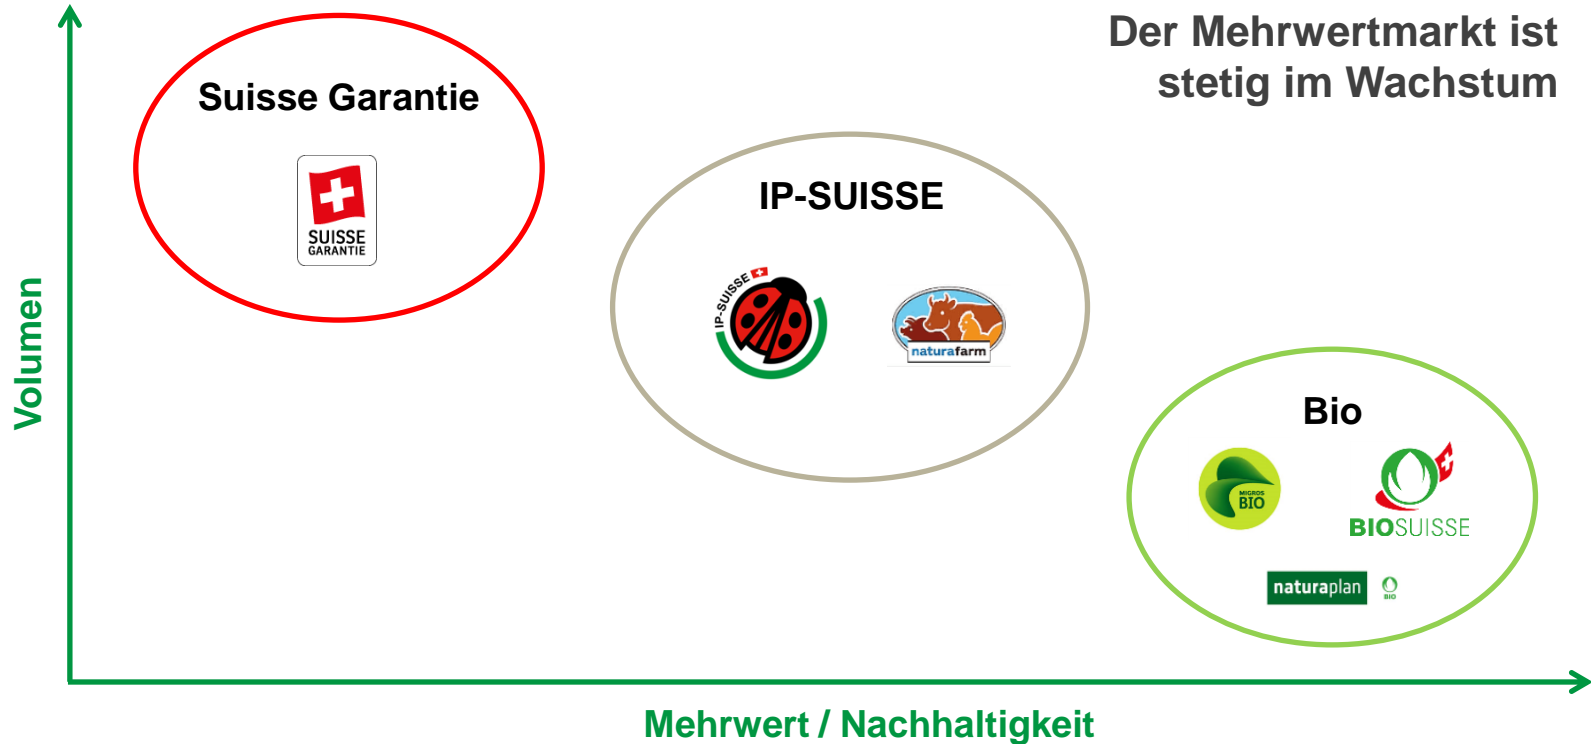 Der Mehrwertmarkt ist
stetig im Wachstum
Suisse Garantie
SUISSE
GARANTIE
IP-SUISSE
IP-SUISSE
naturafarm
Bio
MIGROS
BIO
BIOSUISSE
naturaplan
BIO
Volumen
Mehrwert / Nachhaltigkeit